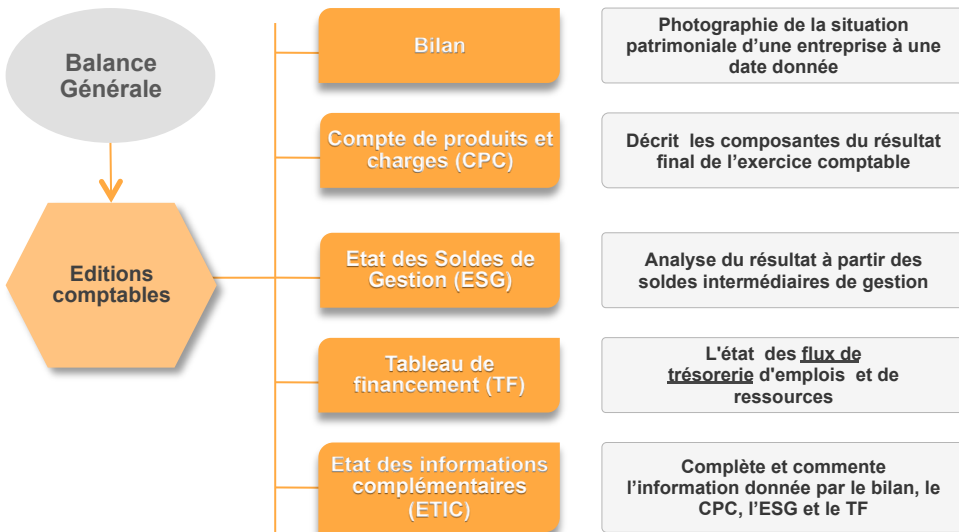 Balance
Générale
Editions
comptables
Bilan
Photographie de la situation
patrimoniale d’une entreprise à une
date donnée
Compte de produits et
charges (CPC)
Décrit les composantes du résultat
final de l’exercice comptable
Etat des Soldes de
Gestion (ESG)
Analyse du résultat à partir des
soldes intermédiaires de gestion
Tableau de
financement (TF)
L'état des flux de
trésorerie d'emplois et de
ressources
Etat des informations
complémentaires
(ETIC)
Complète et commente
l’information donnée par le bilan, le
CPC, l’ESG et le TF